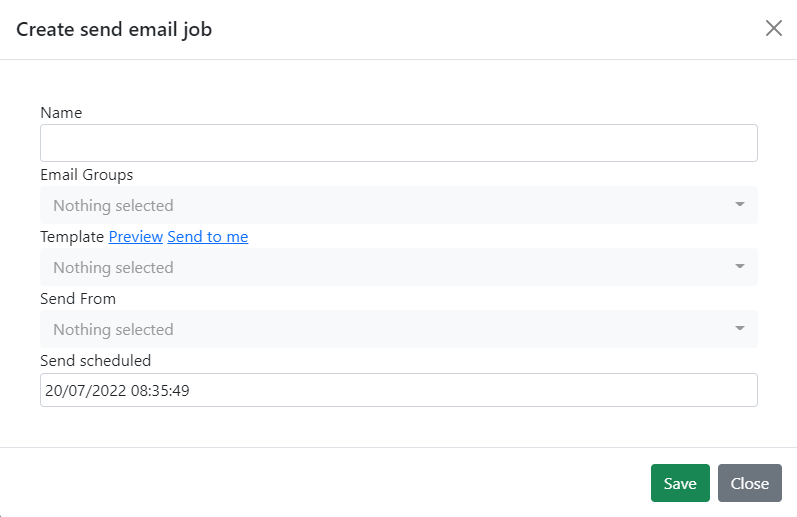 Create send email job
Name
Email Groups
Nothing selected
Template Preview Send to me
Nothing selected
Send From
Nothing selected
Send scheduled
20/07/2022 08:35:49
Save Close